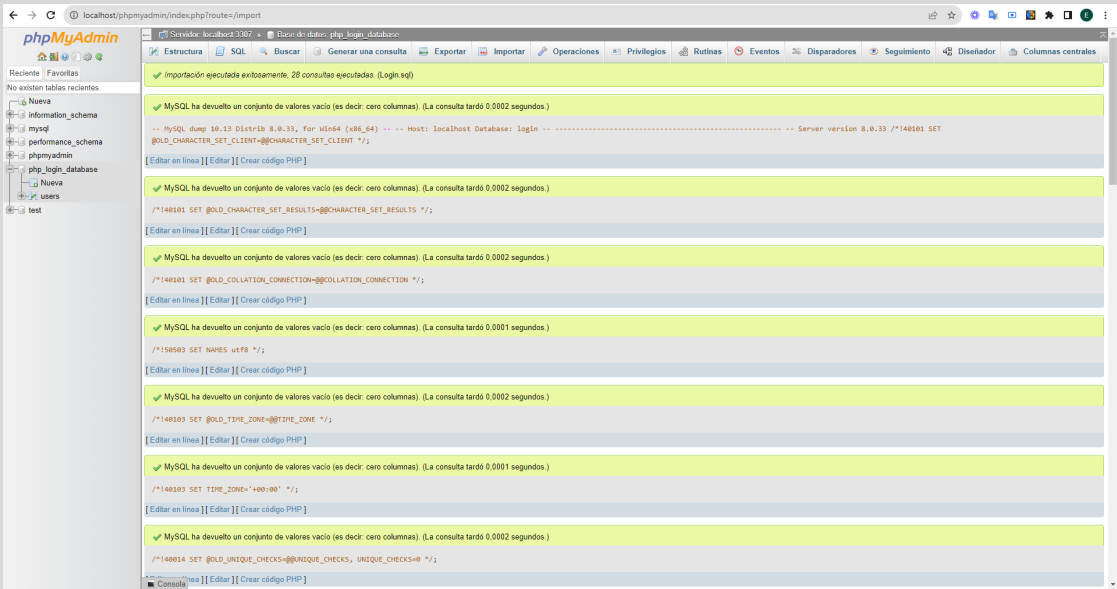 localhost/phpmyadmin/index.php?route=/import
phpMyAdmin
Reciente Favoritas
No existen tablas recientes.
Nueva
information_schema
mysql
performance_schema
phpmyadmin
php_login_database
Nueva
users
test
Servidor: localhost:3307 » Base de datos: php_login_database
Estructura SQL Buscar Generar una consulta Exportar Importar Operaciones Privilegios Rutinas Eventos Disparadores Seguimiento Diseñador Columnas centrales
Importación ejecutada exitosamente, 28 consultas ejecutadas. (Login.sql)
MySQL ha devuelto un conjunto de valores vacío (es decir: cero columnas). (La consulta tardó 0,0002 segundos.)
-- MySQL dump 10.13 Distrib 8.0.33, for Win64 (x86_64) -- -- Host: localhost Database: login -- ------------------------------------------------------ -- Server version 8.0.33 /*!40101 SET
@OLD_CHARACTER_SET_CLIENT=@@CHARACTER_SET_CLIENT */;
[ Editar en línea ] [ Editar ] [ Crear código PHP ]
MySQL ha devuelto un conjunto de valores vacío (es decir: cero columnas). (La consulta tardó 0,0002 segundos.)
/*!40101 SET @OLD_CHARACTER_SET_RESULTS=@@CHARACTER_SET_RESULTS */;
[ Editar en línea ] [ Editar ] [ Crear código PHP ]
MySQL ha devuelto un conjunto de valores vacío (es decir: cero columnas). (La consulta tardó 0,0002 segundos.)
/*!40101 SET @OLD_COLLATION_CONNECTION=@@COLLATION_CONNECTION */;
[ Editar en línea ] [ Editar ] [ Crear código PHP ]
MySQL ha devuelto un conjunto de valores vacío (es decir: cero columnas). (La consulta tardó 0,0001 segundos.)
/*!50503 SET NAMES utf8 */;
[ Editar en línea ] [ Editar ] [ Crear código PHP ]
MySQL ha devuelto un conjunto de valores vacío (es decir: cero columnas). (La consulta tardó 0,0002 segundos.)
/*!40103 SET @OLD_TIME_ZONE=@@TIME_ZONE */;
[ Editar en línea ] [ Editar ] [ Crear código PHP ]
MySQL ha devuelto un conjunto de valores vacío (es decir: cero columnas). (La consulta tardó 0,0001 segundos.)
/*!40103 SET TIME_ZONE='+00:00' */;
[ Editar en línea ] [ Editar ] [ Crear código PHP ]
MySQL ha devuelto un conjunto de valores vacío (es decir: cero columnas). (La consulta tardó 0,0002 segundos.)
/*!40014 SET @OLD_UNIQUE_CHECKS=@@UNIQUE_CHECKS, UNIQUE_CHECKS=0 */;
[ Editar ] [ Crear código PHP ]
Consola